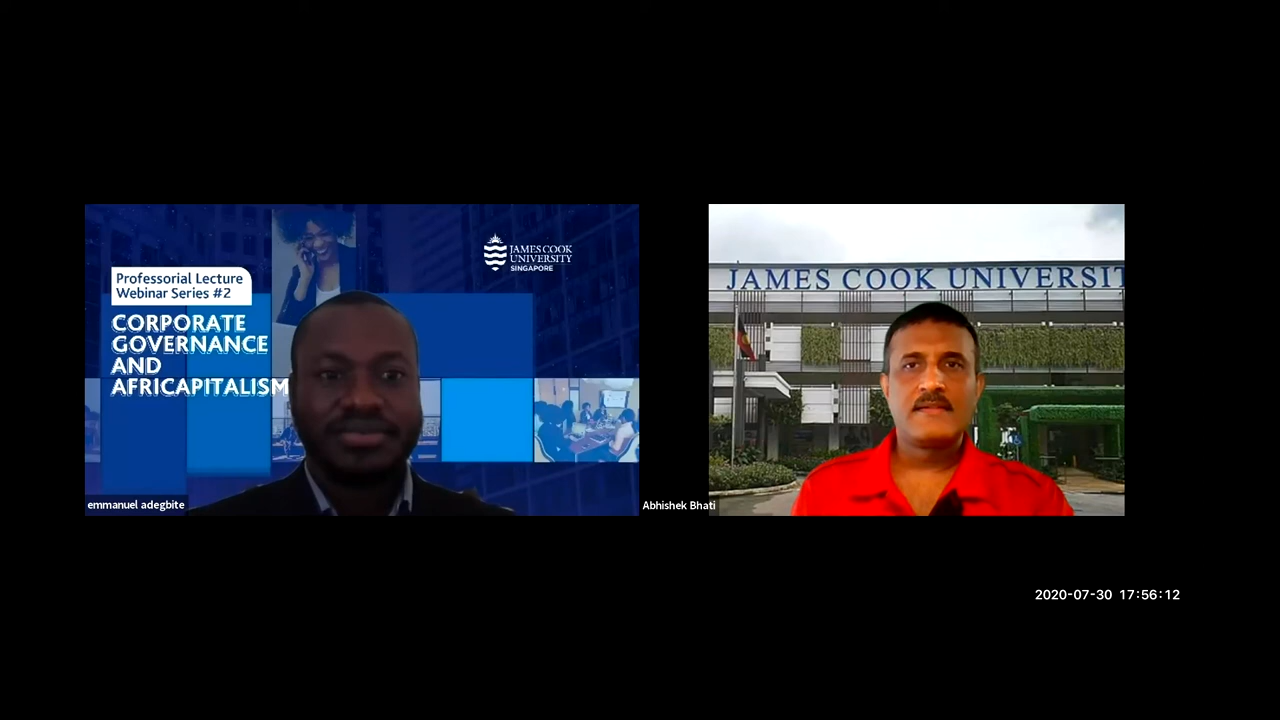 Professorial Lecture
Webinar Series #2
CORPORATE
GOVERNANCE
AND
AFRICAPITALISM
JAMES COOK
UNIVERSITY
SINGAPORE
emmanuel adegbite
JAMES COOK UNIVERSIT
Abhishek Bhati
2020-07-30 17:56:12